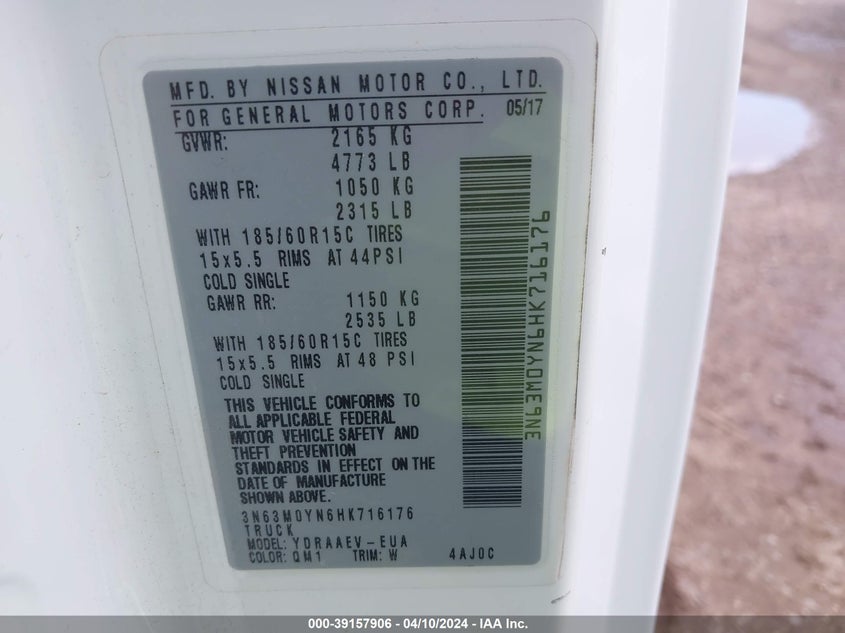 MFD. BY NISSAN MOTOR CO., LTD.
FOR GENERAL MOTORS CORP. 05/17
GVWR: 2165 KG
4773 LB
GAWR FR: 1050 KG
2315 LB
WITH 185/60R15C TIRES
15x5.5 RIMS AT 44PSI
COLD SINGLE
GAWR RR: 1150 KG
2535 LB
WITH 185/60R15C TIRES
15x5.5 RIMS AT 48 PSI
COLD SINGLE
THIS VEHICLE CONFORMS TO
ALL APPLICABLE FEDERAL
MOTOR VEHICLE SAFETY AND
THEFT PREVENTION
STANDARDS IN EFFECT ON THE
DATE OF MANUFACTURE
SHOWN ABOVE.
3N63M0YN6HK716176
TRUCK
MODEL: YDRAAEV-EUA
COLOR: QM1 TRIM: W 4AJ0C
3N63M0YN6HK716176
000-39157906 | 04/10/2024 | IAA Inc.